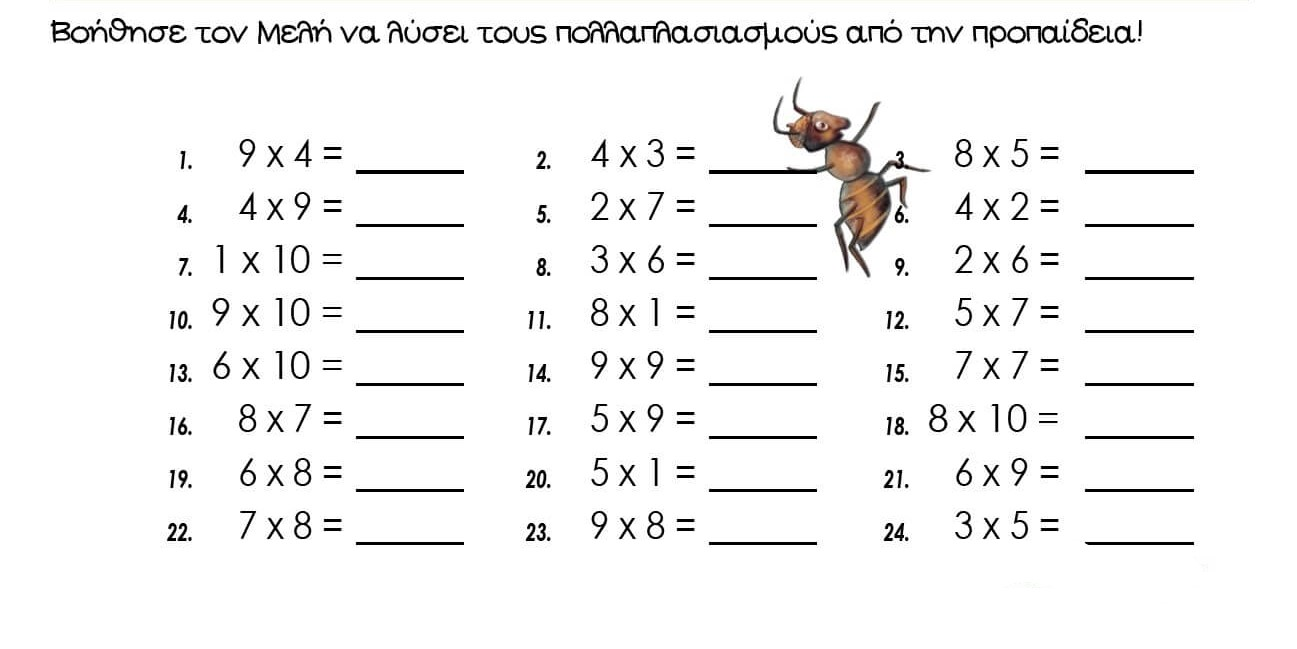 Βοήθησε τον Μελή να λύσει τους πολλαπλασιασμούς από την προπαίδεια!
1. 9 x 4 = ______ 2. 4 x 3 = ______ 3. 8 x 5 = ______
4. 4 x 9 = ______ 5. 2 x 7 = ______ 6. 4 x 2 = ______
7. 1 x 10 = ______ 8. 3 x 6 = ______ 9. 2 x 6 = ______
10. 9 x 10 = ______ 11. 8 x 1 = ______ 12. 5 x 7 = ______
13. 6 x 10 = ______ 14. 9 x 9 = ______ 15. 7 x 7 = ______
16. 8 x 7 = ______ 17. 5 x 9 = ______ 18. 8 x 10 = ______
19. 6 x 8 = ______ 20. 5 x 1 = ______ 21. 6 x 9 = ______
22. 7 x 8 = ______ 23. 9 x 8 = ______ 24. 3 x 5 = ______